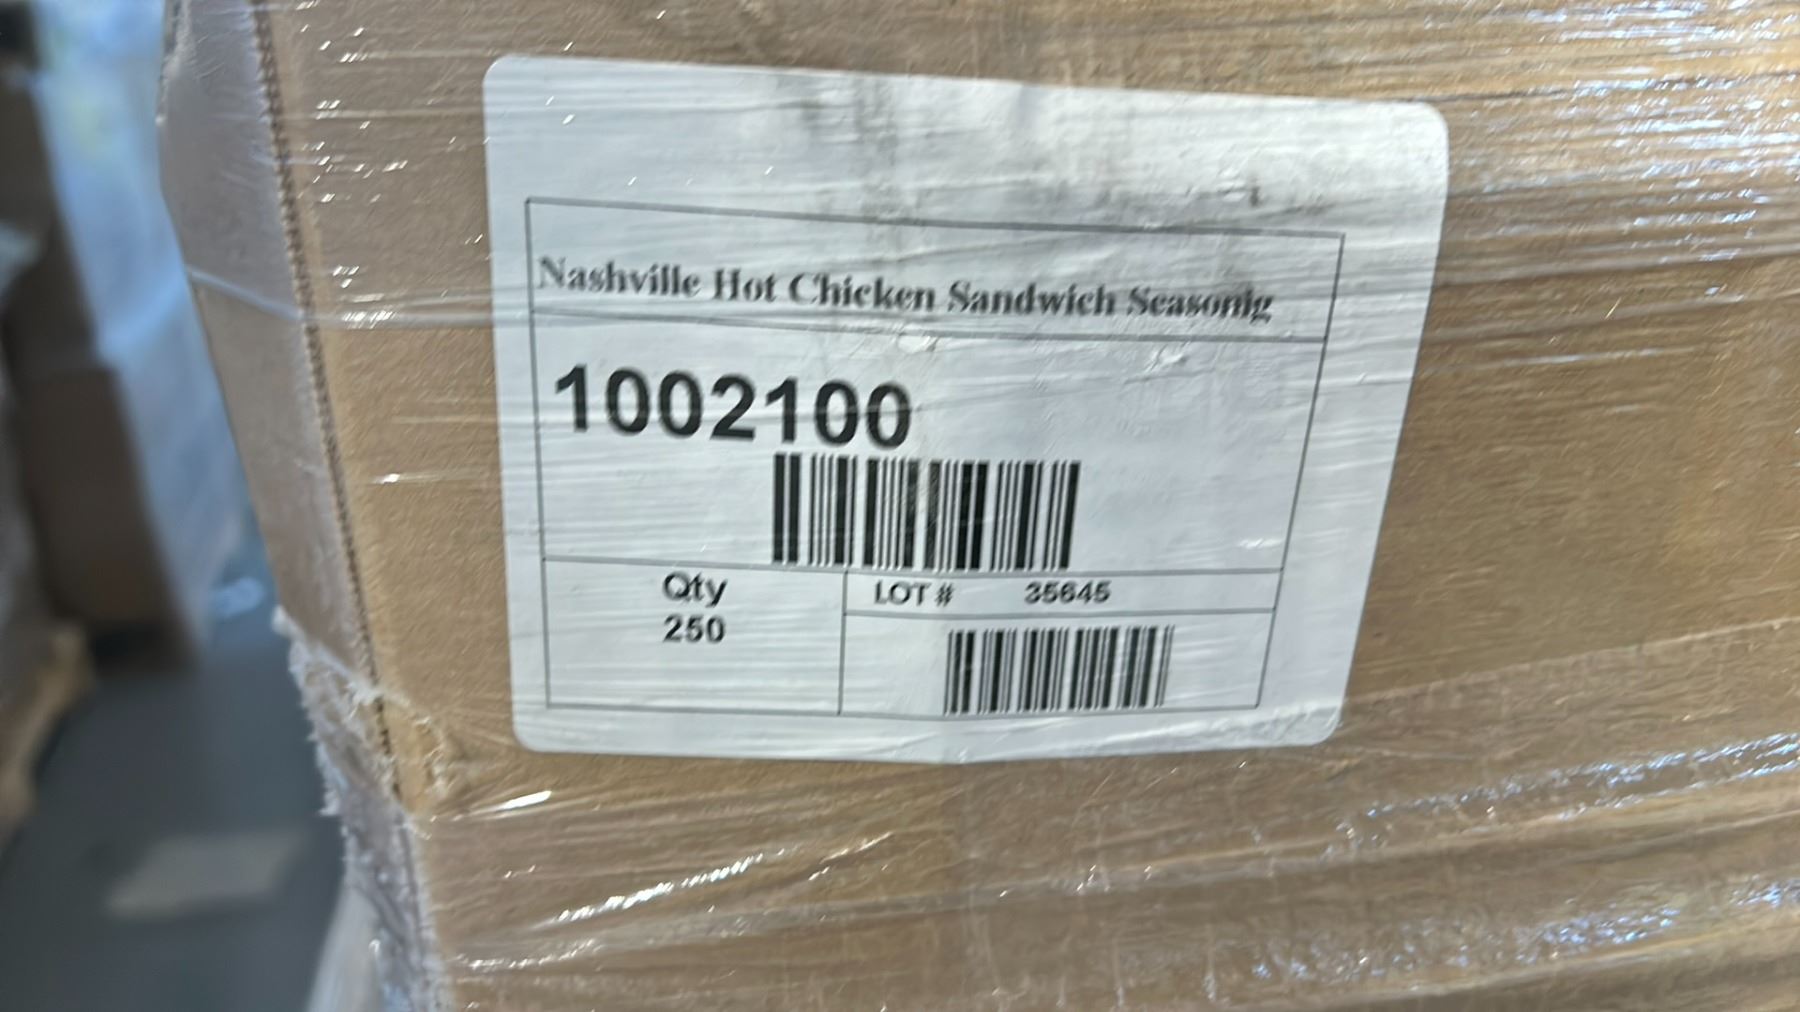 Nashville Hot Chicken Sandwich Seasonig
1002100
Qty
250
LOT # 35645